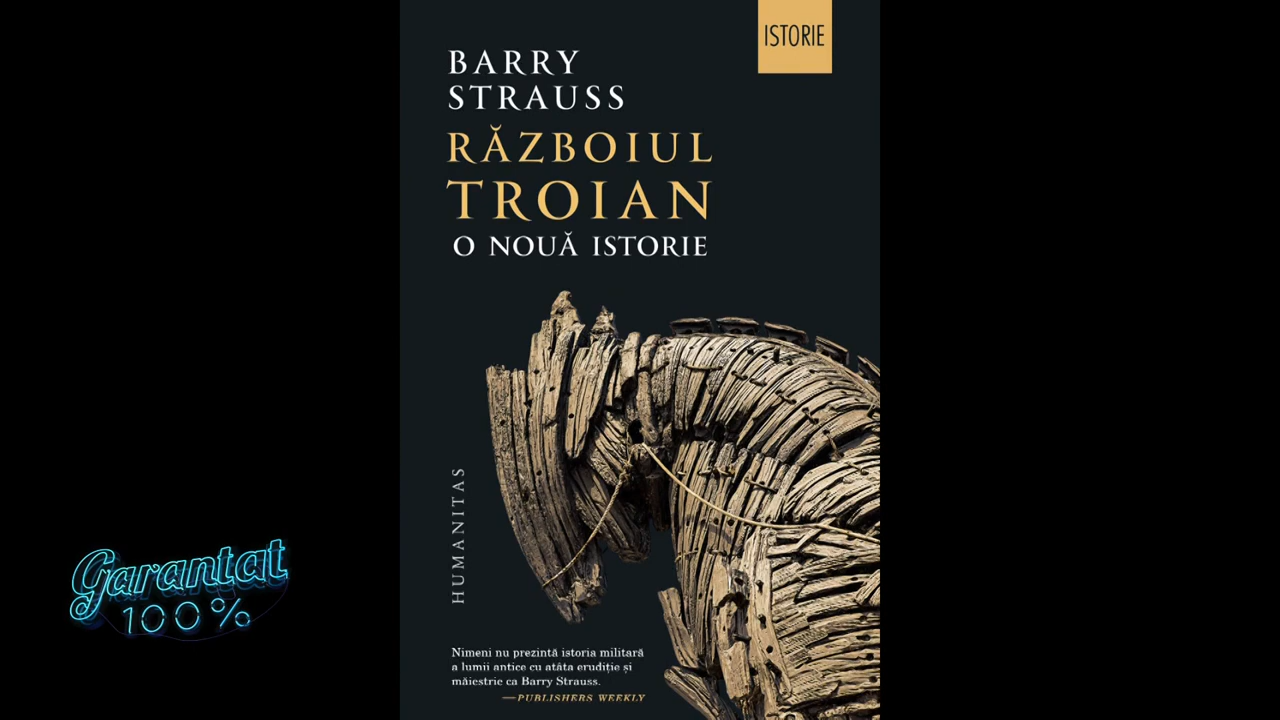 ISTORIE
BARRY
STRAUSS
RĂZBOIUL
TROIAN
O NOUĂ ISTORIE
HUMANITAS
Garantat
100%
Nimeni nu prezintă istoria militară
a lumii antice cu atâta erudiție și
măiestrie ca Barry Strauss.
—PUBLISHERS WEEKLY